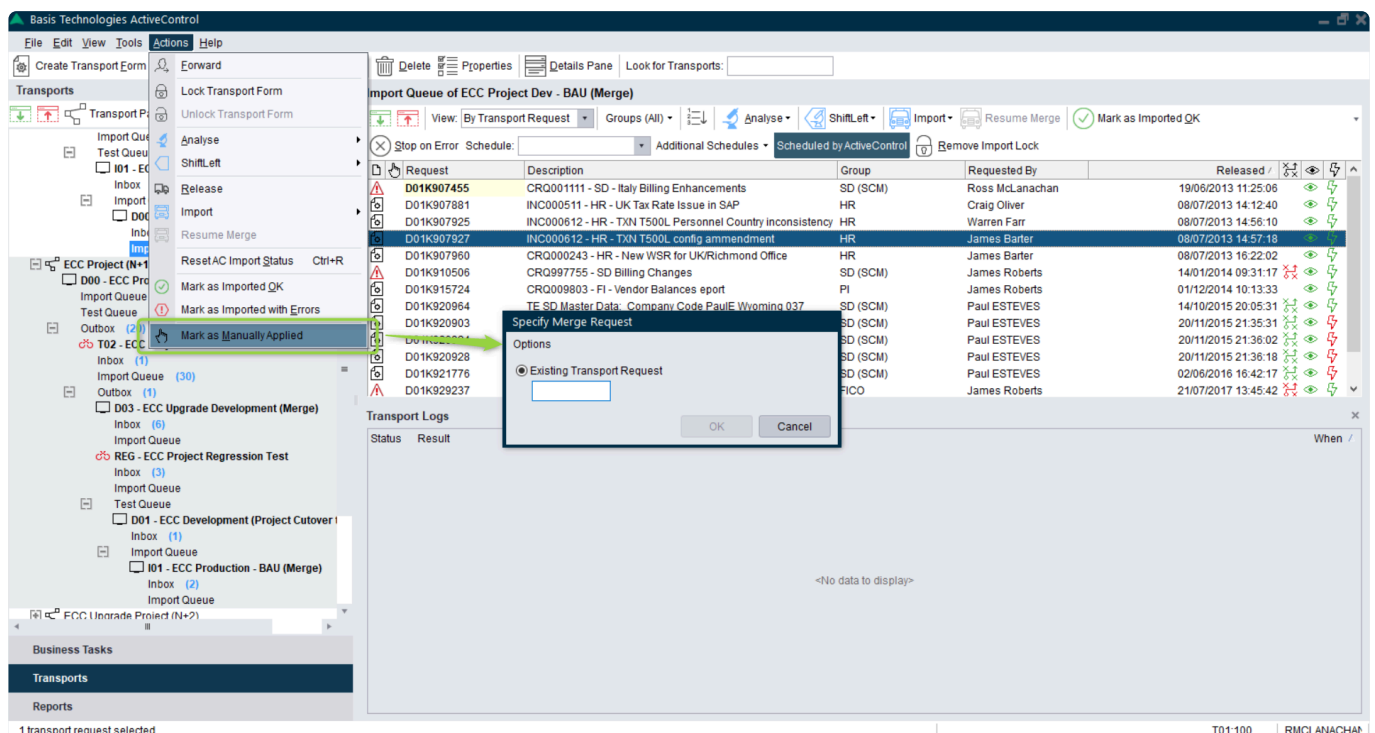 Basis Technologies ActiveControl
File Edit View Tools Actions Help
Create Transport Form
Delete Properties Details Pane Look for Transports:
Transports
Transport Pa
Import Que
Test Queu
I01 - EC
Inbox
Import
D00
Inb
Imp
ECC Project (N+1
D00 - ECC Pro
Import Queue
Test Queue
Outbox (20)
T02 - ECC
Inbox (1)
Import Queue (30)
Outbox (1)
D03 - ECC Upgrade Development (Merge)
Inbox (6)
Import Queue
REG - ECC Project Regression Test
Inbox (3)
Import Queue
Test Queue
D01 - ECC Development (Project Cutover t
Inbox (1)
Import Queue
I01 - ECC Production - BAU (Merge)
Inbox (2)
Import Queue
ECC Upgrade Project (N+2)
Business Tasks
Transports
Reports
Forward
Lock Transport Form
Unlock Transport Form
Analyse
ShiftLeft
Release
Import
Resume Merge
Reset AC Import Status Ctrl+R
Mark as Imported OK
Mark as Imported with Errors
Mark as Manually Applied
Import Queue of ECC Project Dev - BAU (Merge)
View: By Transport Request Groups (All) Analyse ShiftLeft Import Resume Merge Mark as Imported OK
Stop on Error Schedule: Additional Schedules Scheduled by ActiveControl Remove Import Lock
Request Description Group Requested By Released /
D01K907455 CRQ001111 - SD - Italy Billing Enhancements SD (SCM) Ross McLanachan 19/06/2013 11:25:06
D01K907881 INC000511 - HR - UK Tax Rate Issue in SAP HR Craig Oliver 08/07/2013 14:12:40
D01K907925 INC000612 - HR - TXN T500L Personnel Country inconsistency HR Warren Farr 08/07/2013 14:56:10
D01K907927 INC000612 - HR - TXN T500L config ammendment HR James Barter 08/07/2013 14:57:18
D01K907960 CRQ000243 - HR - New WSR for UK/Richmond Office HR James Barter 08/07/2013 16:22:02
D01K910506 CRQ997755 - SD Billing Changes SD (SCM) James Roberts 14/01/2014 09:31:17
D01K915724 CRQ009803 - FI - Vendor Balances eport PI James Roberts 01/12/2014 10:13:33
D01K920964 TE SD Master Data: Company Code PaulE Wyoming 037 SD (SCM) Paul ESTEVES 14/10/2015 20:05:31
D01K920903 SD (SCM) Paul ESTEVES 20/11/2015 21:35:31
SD (SCM) Paul ESTEVES 20/11/2015 21:36:02
D01K920928 SD (SCM) Paul ESTEVES 20/11/2015 21:36:18
D01K921776 SD (SCM) Paul ESTEVES 02/06/2016 16:42:17
D01K929237 FICO James Roberts 21/07/2017 13:45:42
Specify Merge Request
Options
Existing Transport Request
OK Cancel
Transport Logs
Status Result When /
<No data to display>
1 transport request selected T01:100 RMCLANACHAN